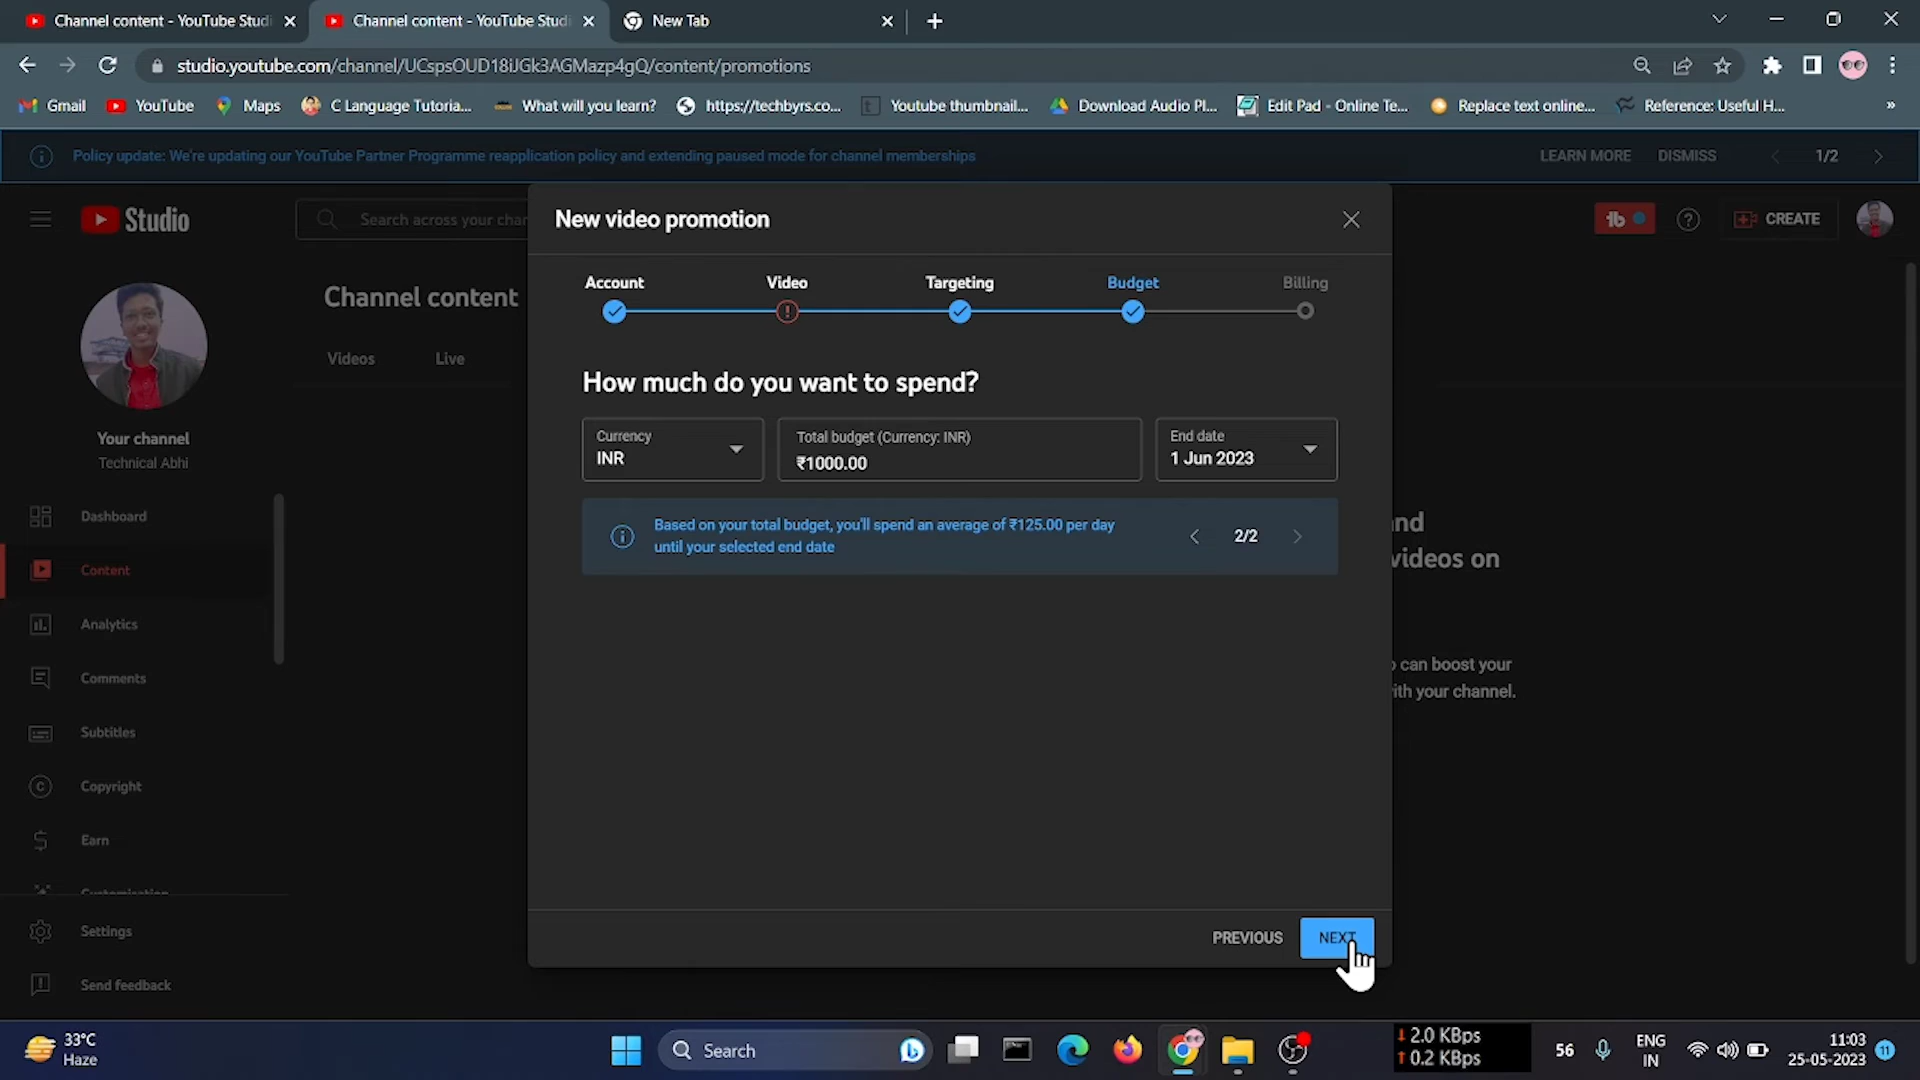 Channel content - YouTube Studi
Channel content - YouTube Studi
New Tab
studio.youtube.com/channel/UCspsOUD18iJGk3AGMazp4gQ/content/promotions
Gmail
YouTube
Maps
C Language Tutoria...
What will you learn?
https://techbyrs.co...
Youtube thumbnail...
Download Audio Pl...
Edit Pad - Online Te...
Replace text online...
Reference: Useful H...
»
Policy update: We're updating our YouTube Partner Programme reapplication policy and extending paused mode for channel memberships
LEARN MORE
DISMISS
1/2
Studio
Search across your chan
CREATE
New video promotion
Account
Video
Targeting
Budget
Billing
Channel content
Videos
Live
Your channel
Technical Abhi
How much do you want to spend?
Currency
INR
Total budget (Currency: INR)
₹1000.00
End date
1 Jun 2023
Based on your total budget, you'll spend an average of ₹125.00 per day
until your selected end date
2/2
nd
videos on
can boost your
ith your channel.
Dashboard
Content
Analytics
Comments
Subtitles
Copyright
Earn
Customisation
Settings
Send feedback
PREVIOUS
NEXT
33°C
Haze
Search
2.0 KBps
0.2 KBps
56
ENG
IN
11:03
25-05-2023
11